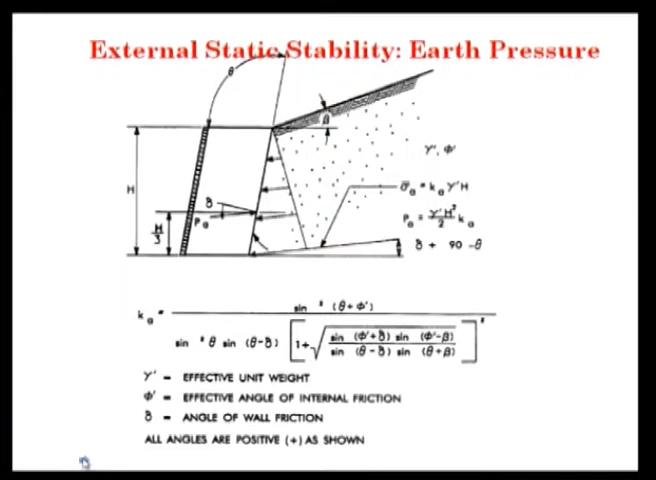 External Static Stability: Earth Pressure
θ
β
γ', φ'
H
δ
σ̅a = ka γ'H
Pa
Pa = γ'H²/2 ka
H/3
δ + 90 -θ
ka = sin² (θ+φ') / sin²θ sin (θ-δ) [1+√(sin (φ'+δ) sin (φ'-β) / sin (θ-δ) sin (θ+β))]²
γ' = EFFECTIVE UNIT WEIGHT
φ' = EFFECTIVE ANGLE OF INTERNAL FRICTION
δ = ANGLE OF WALL FRICTION
ALL ANGLES ARE POSITIVE (+) AS SHOWN